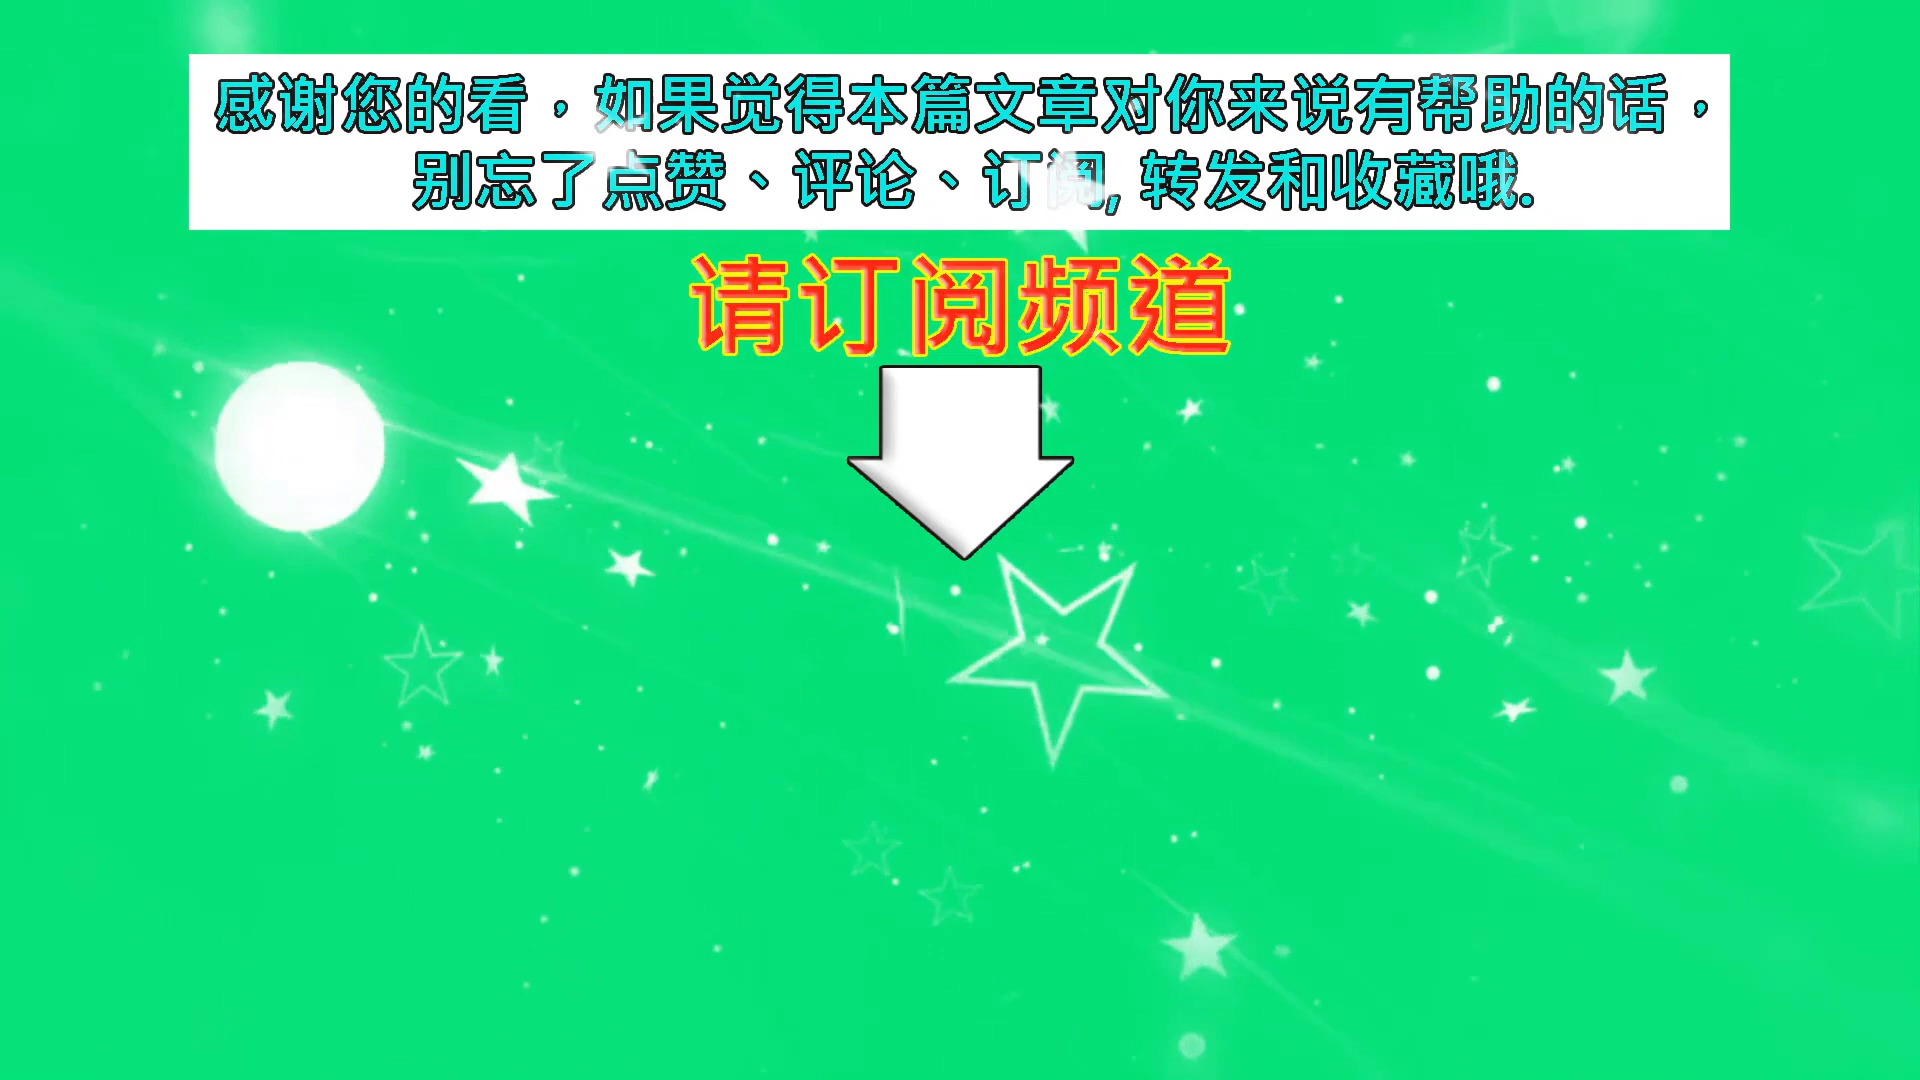 感谢您的看，如果觉得本篇文章对你来说有帮助的话，
别忘了点赞、评论、订阅, 转发和收藏哦.
请订阅频道